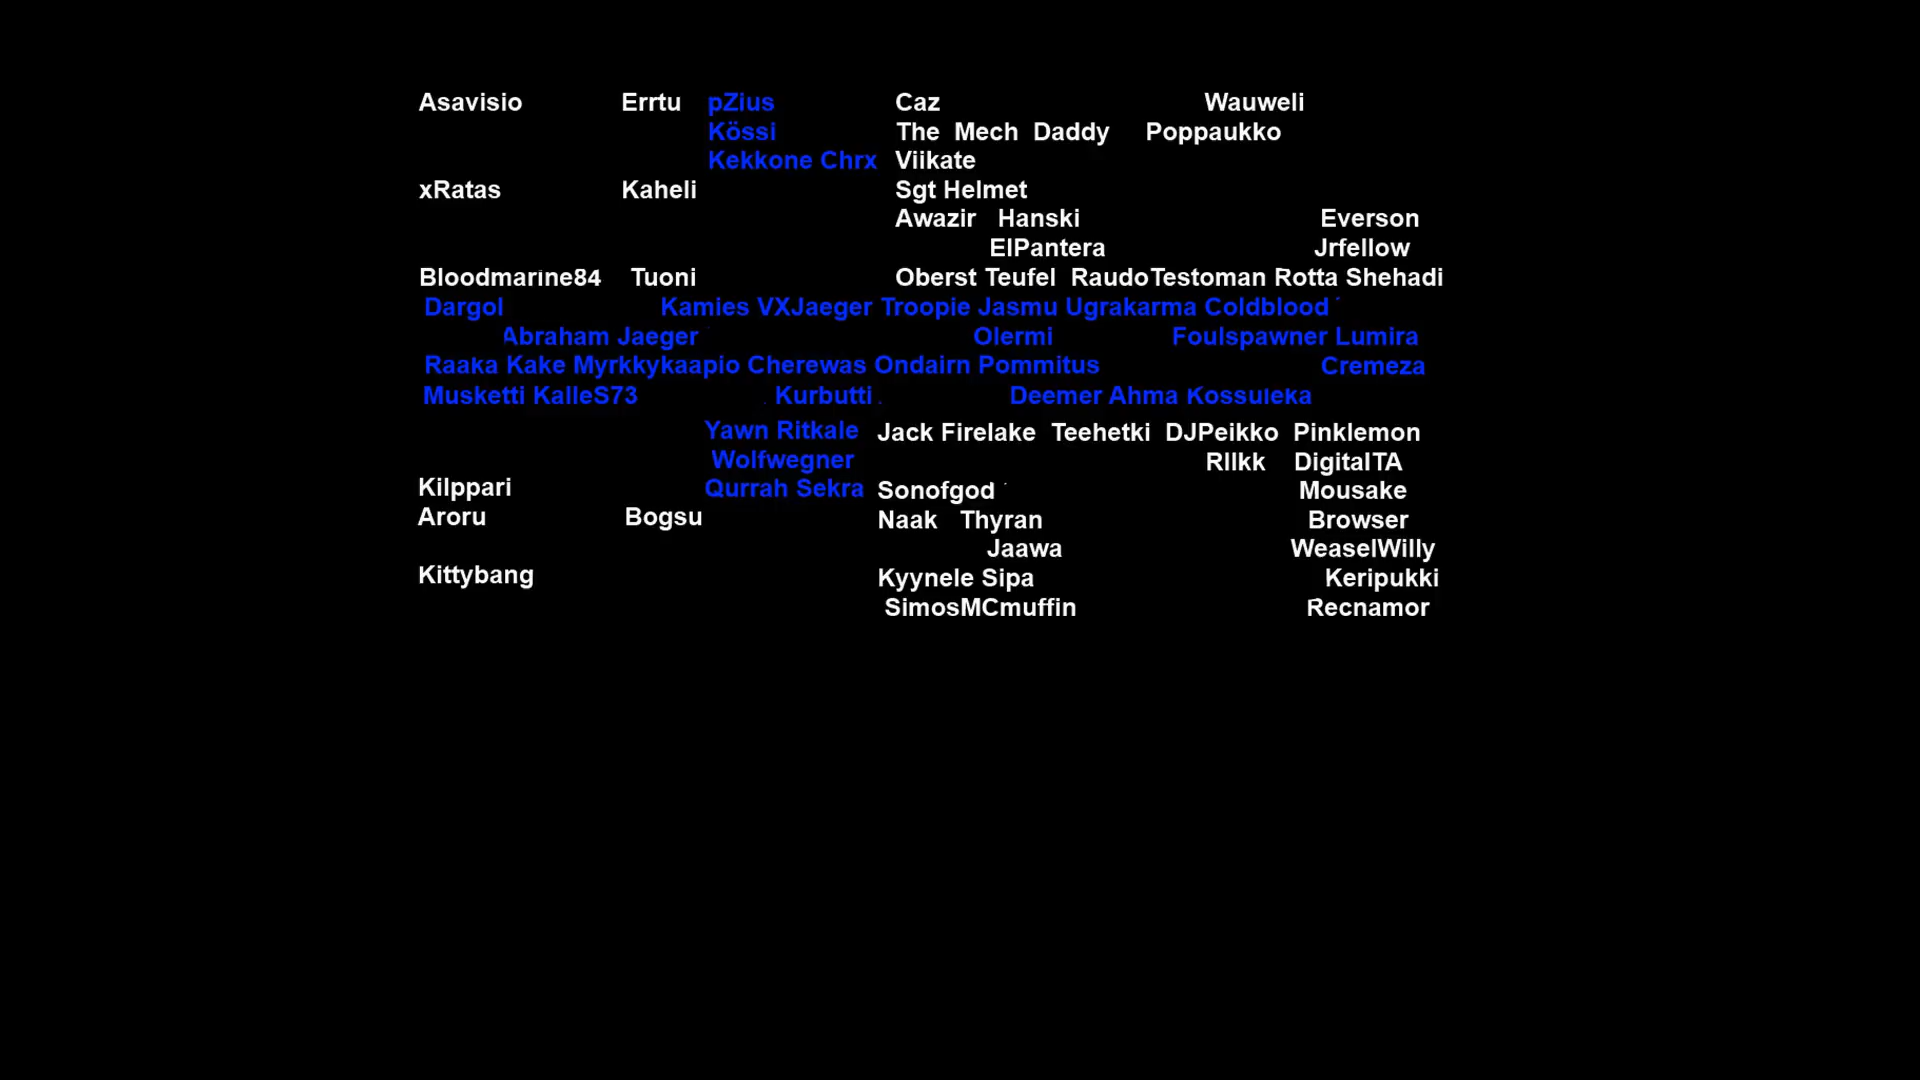 Asavisio Errtu pZius Caz Wauweli
Kössi The Mech Daddy Poppaukko
Kekkone Chrx Viikate
xRatas Kaheli Sgt Helmet
Awazir Hanski Everson
ElPantera Jrfellow
Bloodmarine84 Tuoni Oberst Teufel RaudoTestoman Rotta Shehadi
Dargol Kamies VXJaeger Troopie Jasmu Ugrakarma Coldblood
Abraham Jaeger Olermi Foulspawner Lumira
Raaka Kake Myrkkykaapio Cherewas Ondairn Pommitus Cremeza
Musketti KalleS73 Kurbutti Deemer Ahma Kossuleka
Yawn Ritkale Jack Firelake Teehetki DJPeikko Pinklemon
Wolfwegner RIlkk DigitalTA
Kilppari Qurrah Sekra Sonofgod Mousake
Aroru Bogsu Naak Thyran Browser
Jaawa WeaselWilly
Kittybang Kyynele Sipa Keripukki
SimosMCmuffin Recnamor